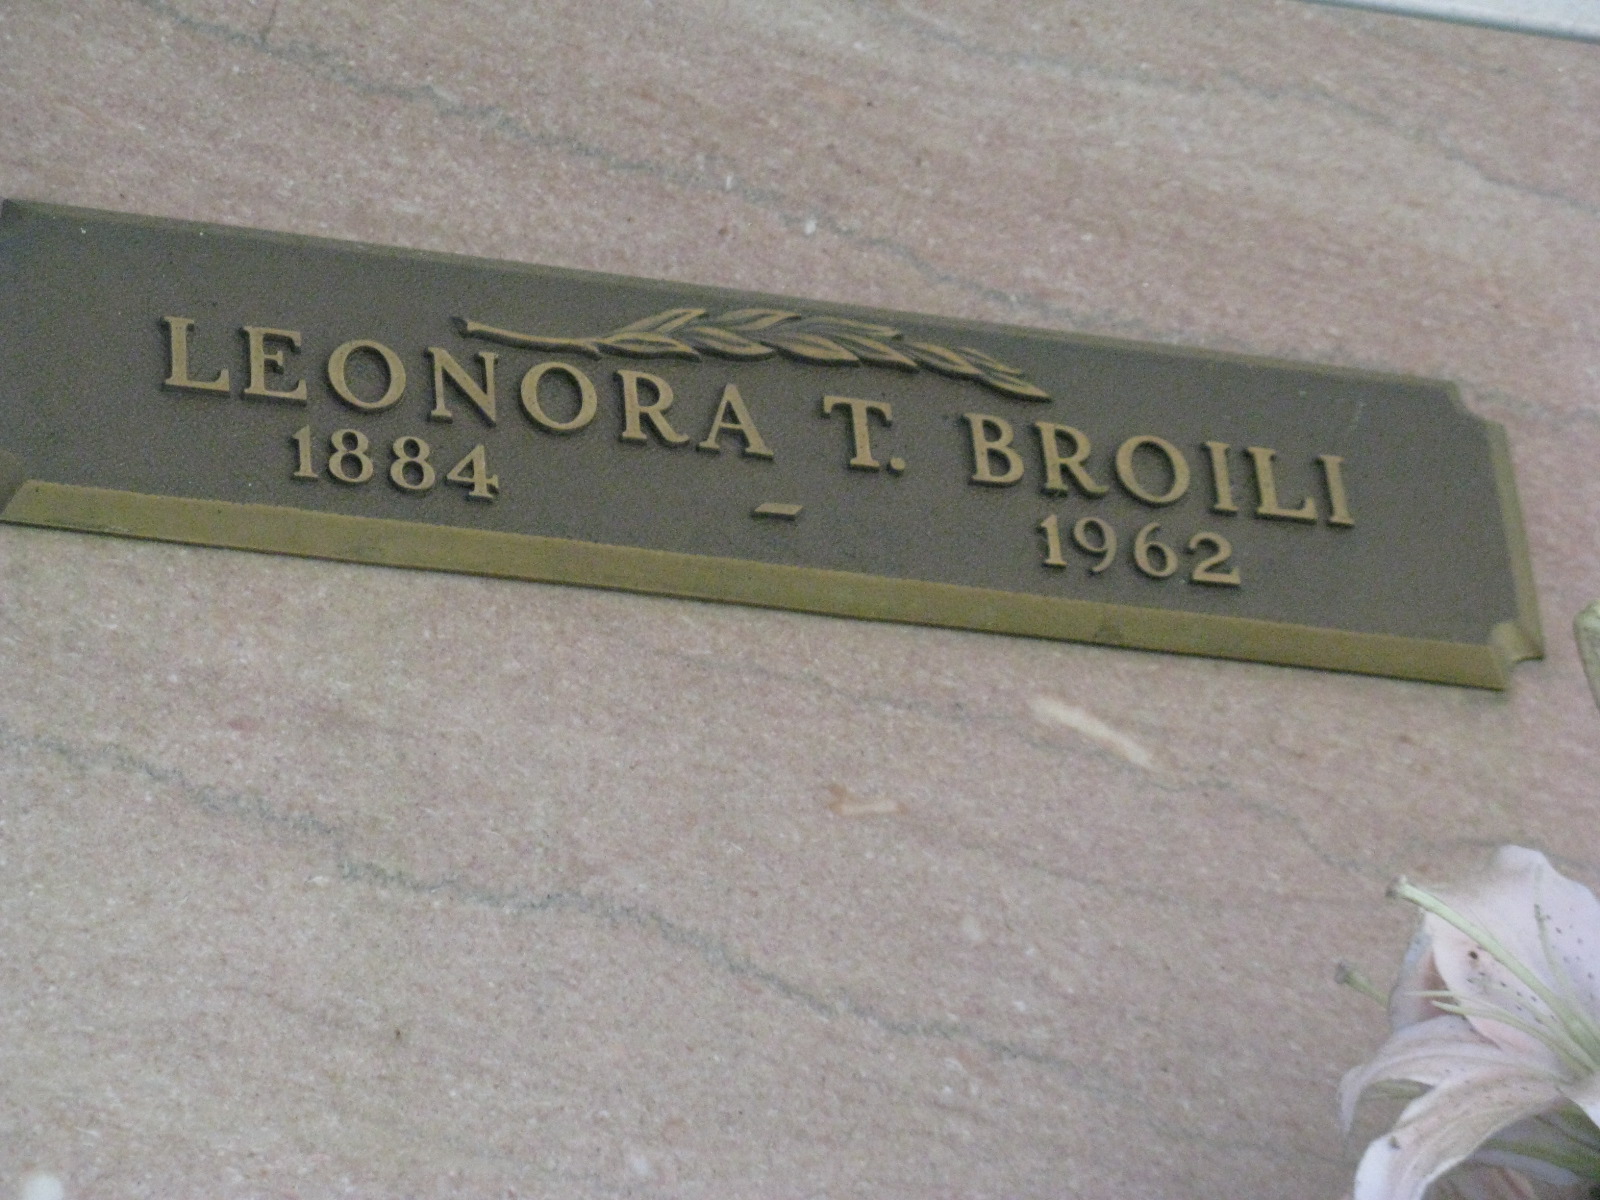 LEONORA T. BROILI
1884 – 1962